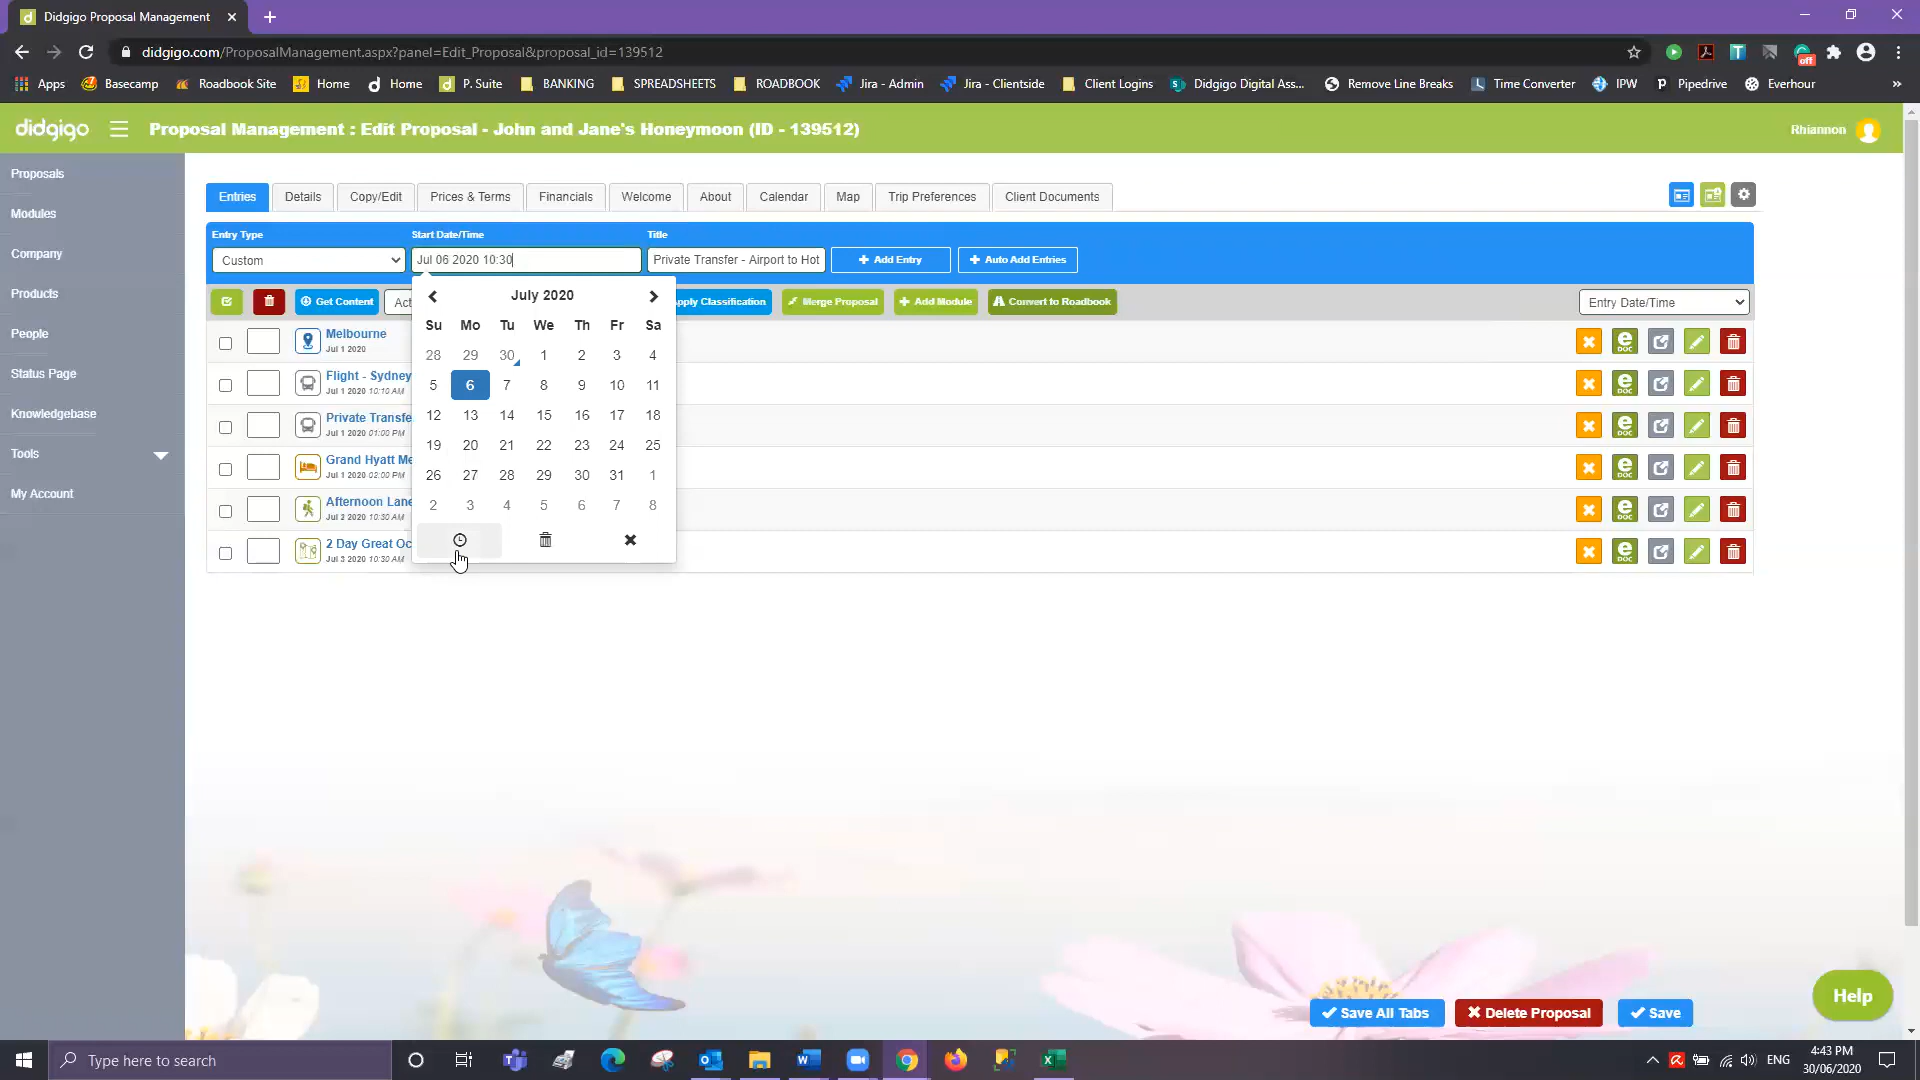 Didgigo Proposal Management
didgigo.com/ProposalManagement.aspx?panel=Edit_Proposal&proposal_id=139512
off
Apps Basecamp Roadbook Site Home Home P. Suite BANKING SPREADSHEETS ROADBOOK Jira - Admin Jira - Clientside Client Logins Didgigo Digital Ass... Remove Line Breaks Time Converter IPW Pipedrive Everhour »
didgigo Proposal Management : Edit Proposal - John and Jane's Honeymoon (ID - 139512) Rhiannon
Proposals
Modules
Company
Products
People
Status Page
Knowledgebase
Tools
My Account
Entries Details Copy/Edit Prices & Terms Financials Welcome About Calendar Map Trip Preferences Client Documents
Entry Type Start Date/Time Title
Custom Jul 06 2020 10:30 Private Transfer - Airport to Hot Add Entry Auto Add Entries
Get Content Act Apply Classification Merge Proposal Add Module Convert to Roadbook Entry Date/Time
July 2020
Su Mo Tu We Th Fr Sa
28 29 30 1 2 3 4
5 6 7 8 9 10 11
12 13 14 15 16 17 18
19 20 21 22 23 24 25
26 27 28 29 30 31 1
2 3 4 5 6 7 8
Melbourne
Jul 1 2020
Flight - Sydney
Jul 1 2020 10:10 AM
Private Transfe
Jul 1 2020 01:00 PM
Grand Hyatt Me
Jul 1 2020 02:00 PM
Afternoon Lane
Jul 2 2020 10:30 AM
2 Day Great Oc
Jul 3 2020 10:30 AM
e DOC
e DOC
e DOC
e DOC
e DOC
e DOC
Help
Save All Tabs Delete Proposal Save
Type here to search
ENG
4:43 PM
30/06/2020